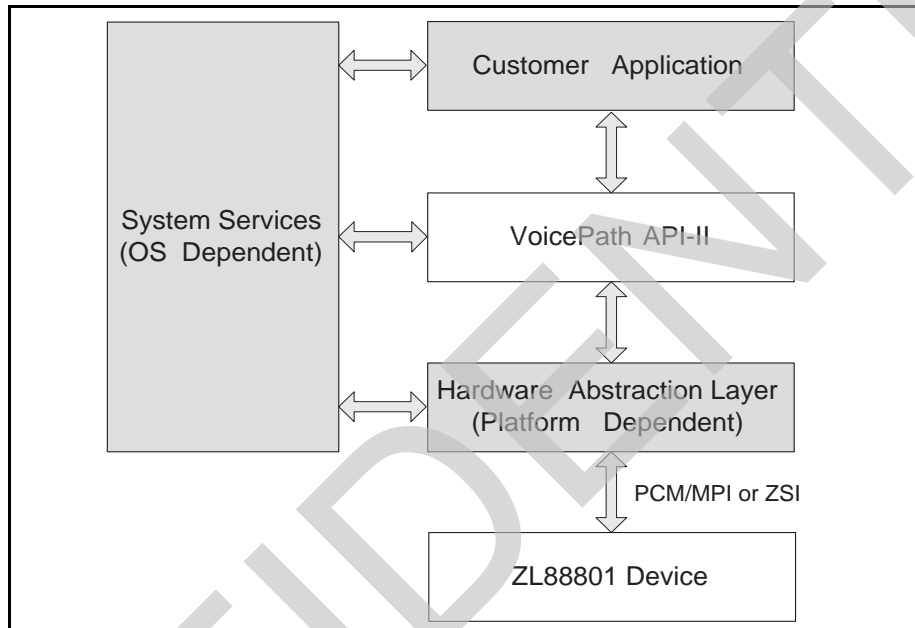 Customer Application
System Services
(OS Dependent)
VoicePath API-II
Hardware Abstraction Layer
(Platform Dependent)
PCM/MPI or ZSI
ZL88801 Device
FIDENT